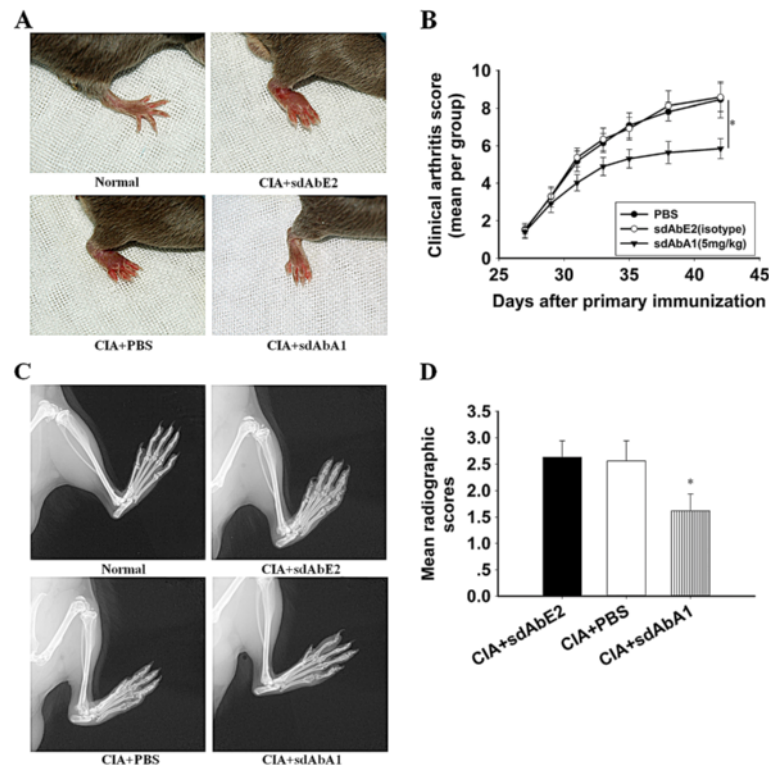 A
Normal
CIA+sdAbE2
CIA+PBS
CIA+sdAbA1
B
Clinical arthritis score
(mean per group)
10
8
6
4
2
0
PBS
sdAbE2(isotype)
sdAbA1(5mg/kg)
*
25 30 35 40 45
Days after primary immunization
C
Normal
CIA+sdAbE2
CIA+PBS
CIA+sdAbA1
D
Mean radiographic
scores
3.5
3.0
2.5
2.0
1.5
1.0
.5
.0
*
CIA+sdAbE2
CIA+PBS
CIA+sdAbA1